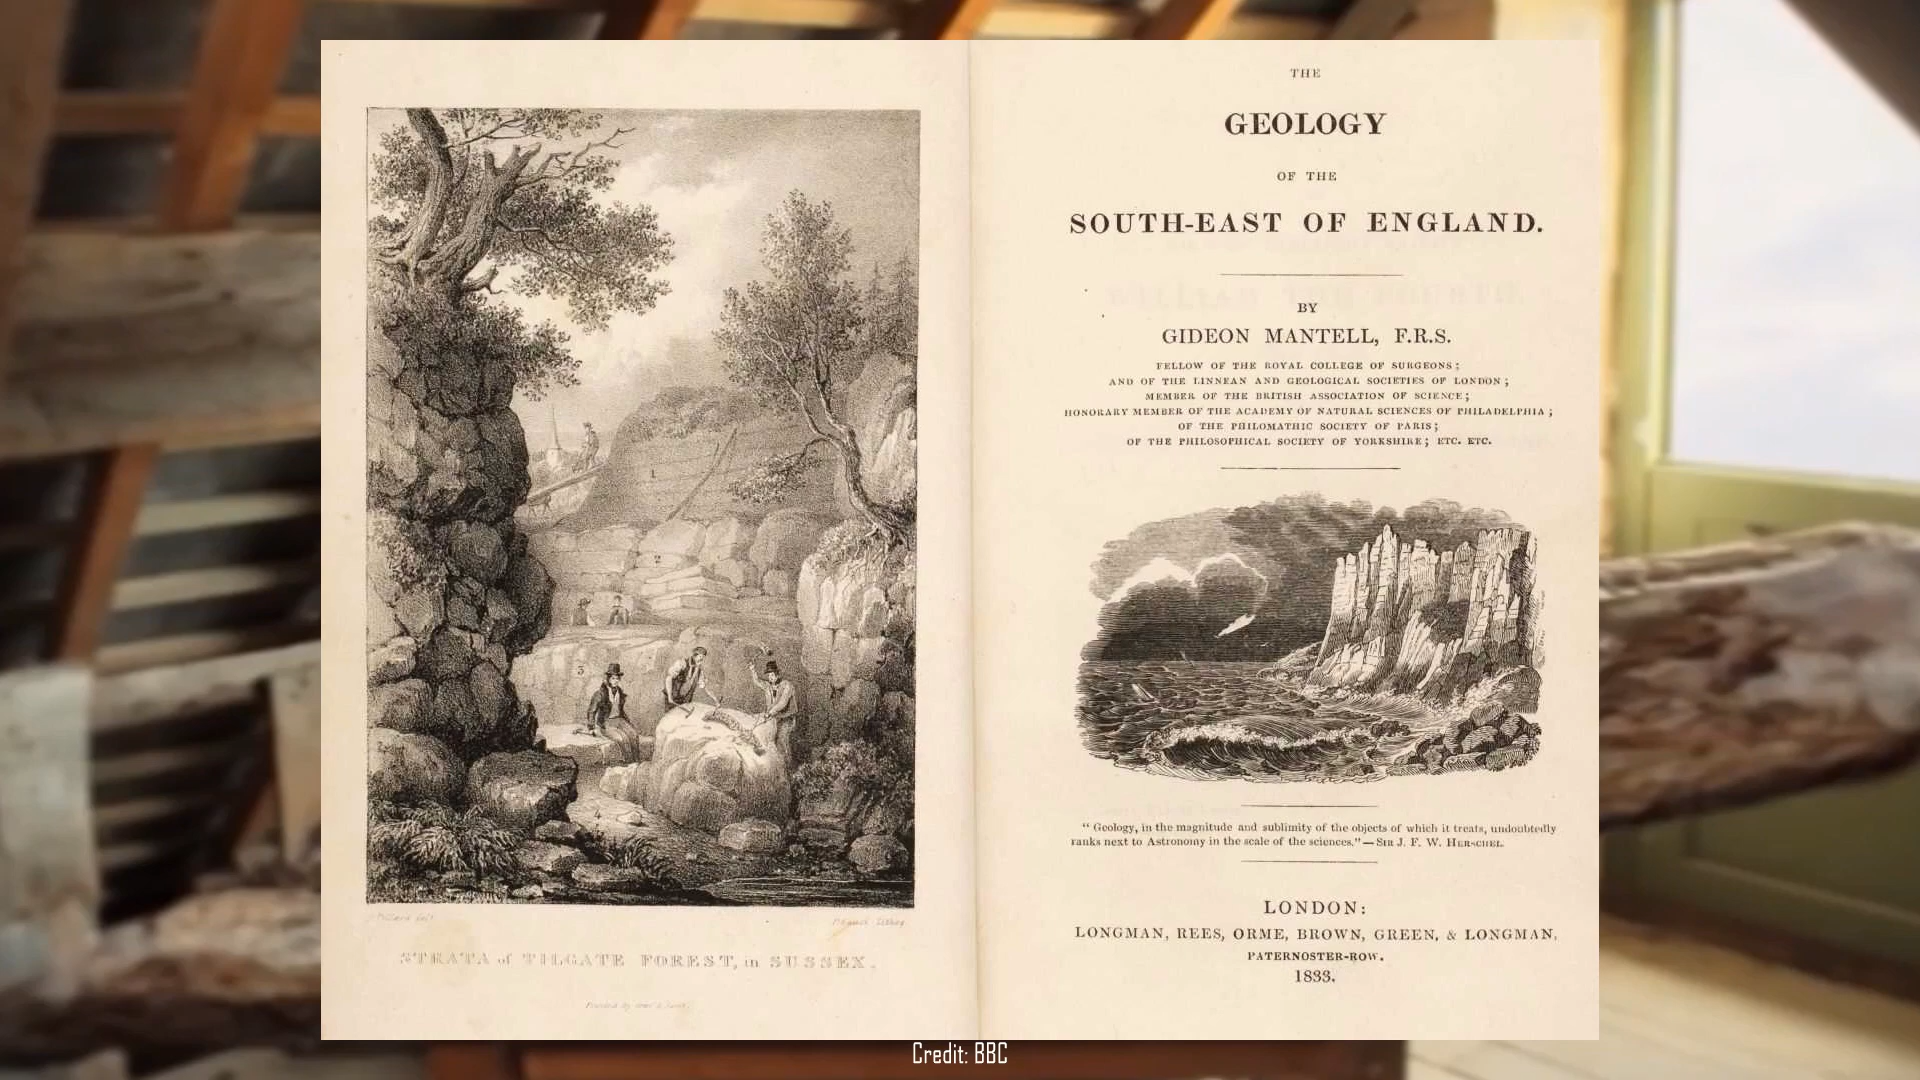 STRATA of TILGATE FOREST, in SUSSEX.
THE
GEOLOGY
OF THE
SOUTH-EAST OF ENGLAND.
BY
GIDEON MANTELL, F.R.S.
FELLOW OF THE ROYAL COLLEGE OF SURGEONS;
AND OF THE LINNEAN AND GEOLOGICAL SOCIETIES OF LONDON;
MEMBER OF THE BRITISH ASSOCIATION OF SCIENCE;
HONORARY MEMBER OF THE ACADEMY OF NATURAL SCIENCES OF PHILADELPHIA;
OF THE PHILOMATHIC SOCIETY OF PARIS;
OF THE PHILOSOPHICAL SOCIETY OF YORKSHIRE; ETC. ETC.
"Geology, in the magnitude and sublimity of the objects of which it treats, undoubtedly
ranks next to Astronomy in the scale of the sciences."—SIR J. F. W. HERSCHEL.
LONDON:
LONGMAN, REES, ORME, BROWN, GREEN, & LONGMAN,
PATERNOSTER-ROW.
1833.
Credit: BBC